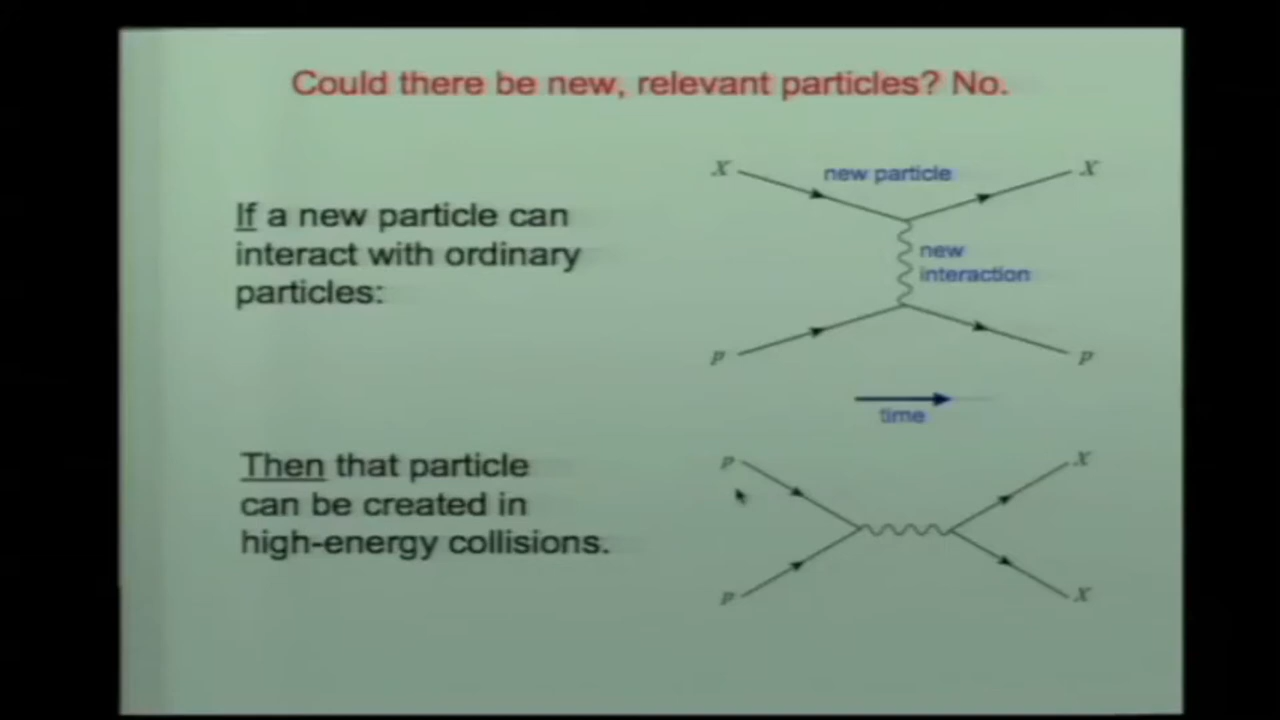 Could there be new, relevant particles? No.
X
new particle
X
If a new particle can
interact with ordinary
particles:
new
interaction
p
p
time
Then that particle
can be created in
high-energy collisions.
p
X
p
X